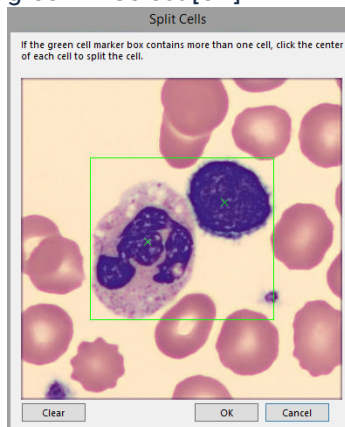 Split Cells
If the green cell marker box contains more than one cell, click the center
of each cell to split the cell.
Clear
OK
Cancel